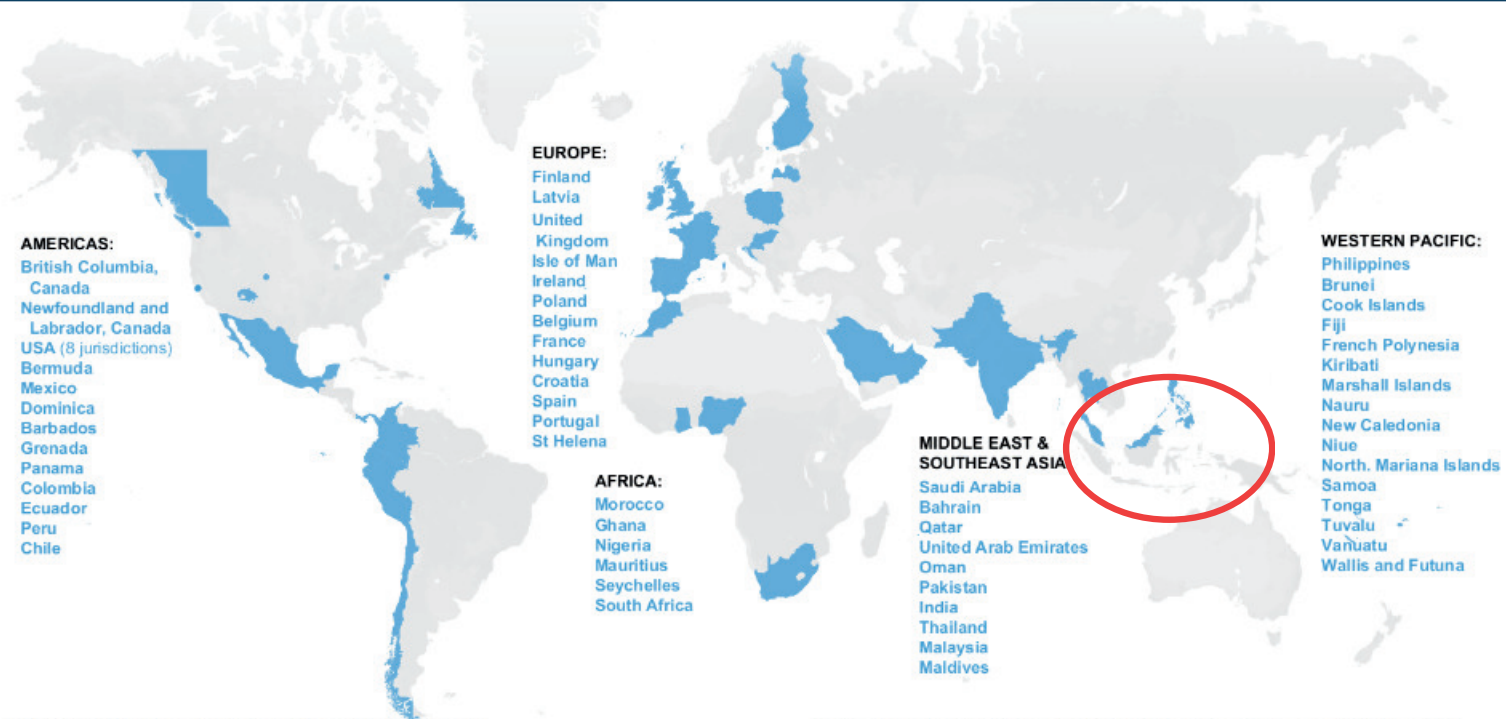 AMERICAS:
British Columbia,
Canada
Newfoundland and
Labrador, Canada
USA (8 jurisdictions)
Bermuda
Mexico
Dominica
Barbados
Grenada
Panama
Colombia
Ecuador
Peru
Chile
EUROPE:
Finland
Latvia
United
Kingdom
Isle of Man
Ireland
Poland
Belgium
France
Hungary
Croatia
Spain
Portugal
St Helena
AFRICA:
Morocco
Ghana
Nigeria
Mauritius
Seychelles
South Africa
MIDDLE EAST &
SOUTHEAST ASIA
Saudi Arabia
Bahrain
Qatar
United Arab Emirates
Oman
Pakistan
India
Thailand
Malaysia
Maldives
WESTERN PACIFIC:
Philippines
Brunei
Cook Islands
Fiji
French Polynesia
Kiribati
Marshall Islands
Nauru
New Caledonia
Niue
North. Mariana Islands
Samoa
Tonga
Tuvalu
Vanuatu
Wallis and Futuna